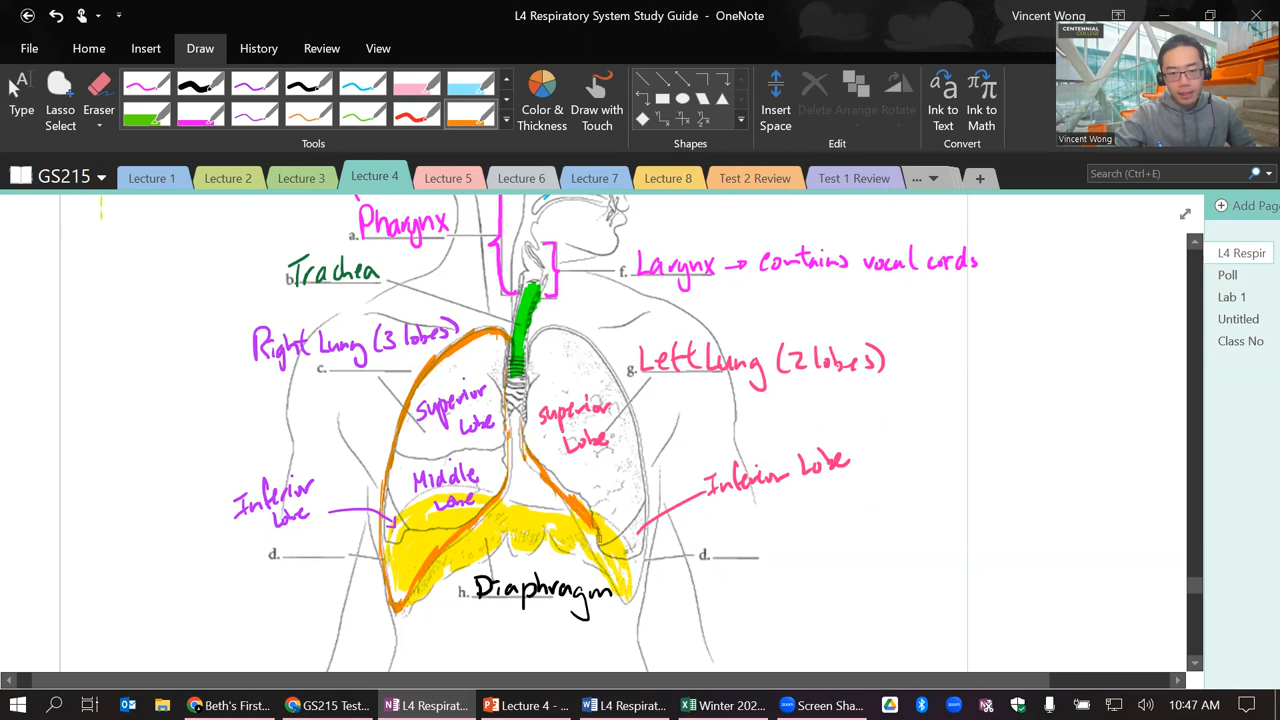 L4 Respiratory System Study Guide - OneNote
Vincent Wong
File Home Insert Draw History Review View
CENTENNIAL
COLLEGE
Type
Lasso
Select
Eraser
Color &
Thickness
Draw with
Touch
Insert
Space
Delete Arrange Rotate
Ink to
Text
Ink to
Math
Tools
Shapes
Edit
Convert
Vincent Wong
GS215
Lecture 1 Lecture 2 Lecture 3 Lecture 4 Lecture 5 Lecture 6 Lecture 7 Lecture 8 Test 2 Review Test 1 Review ...
Search (Ctrl+E)
Add Pag
L4 Respir
Poll
Lab 1
Untitled
Class No
a. Pharynx
b. Trachea
f. Larynx → contains vocal cords
Right Lung (3 lobes)
c.
g. Left Lung (2 lobes)
superior
Lobe
superior
Lobe
Middle
Lobe
Inferior
Lobe
Inferior Lobe
d.
d.
h. Diaphragm
Beth's First...
GS215 Test...
L4 Respirat...
Lecture 4 - ...
L4 Respirat...
Winter 202...
Screen Sha...
10:47 AM